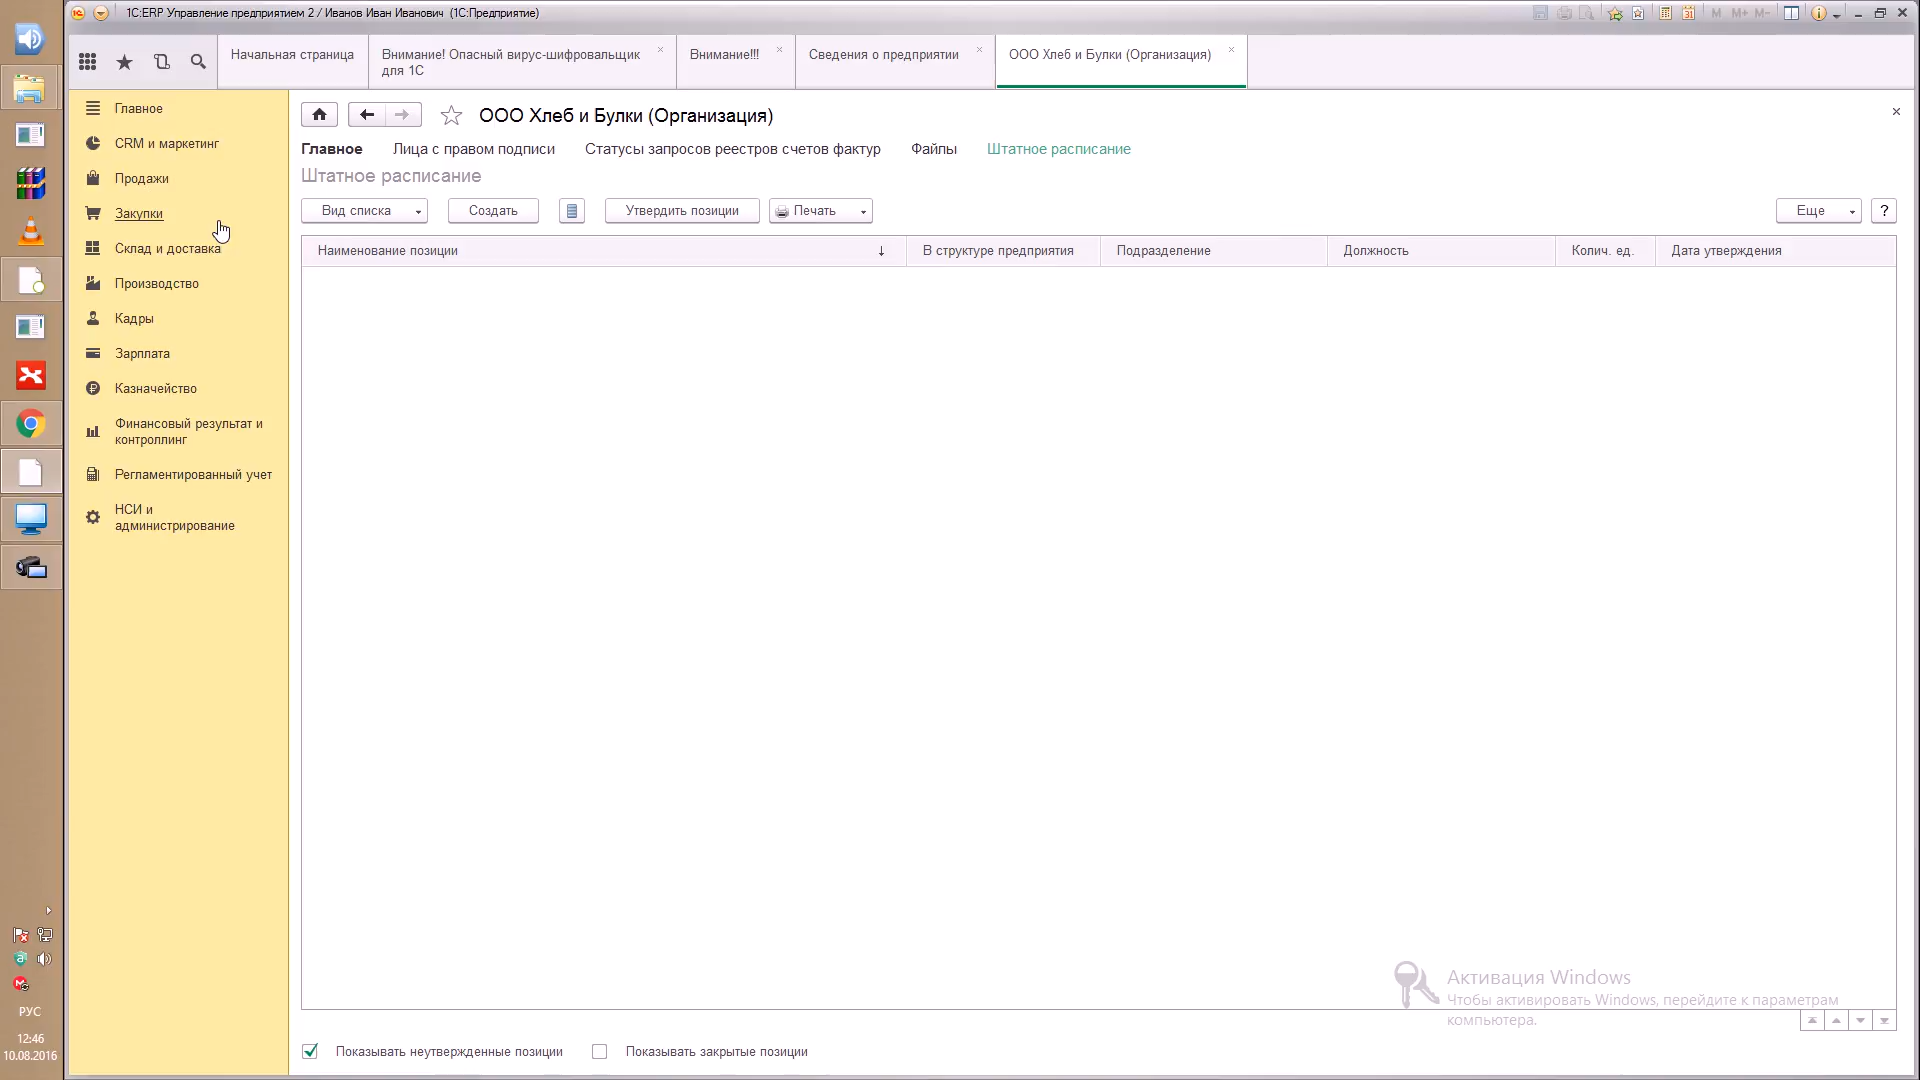 1С:ERP Управление предприятием 2 / Иванов Иван Иванович (1С:Предприятие)
M M+ M-
Начальная страница
Внимание! Опасный вирус-шифровальщик
для 1С
Внимание!!!
Сведения о предприятии
ООО Хлеб и Булки (Организация)
Главное
CRM и маркетинг
Продажи
Закупки
Склад и доставка
Производство
Кадры
Зарплата
Казначейство
Финансовый результат и
контроллинг
Регламентированный учет
НСИ и
администрирование
ООО Хлеб и Булки (Организация)
Главное Лица с правом подписи Статусы запросов реестров счетов фактур Файлы Штатное расписание
Штатное расписание
Вид списка Создать Утвердить позиции Печать Еще ?
Наименование позиции В структуре предприятия Подразделение Должность Колич. ед. Дата утверждения
Активация Windows
Чтобы активировать Windows, перейдите к параметрам
компьютера.
Показывать неутвержденные позиции Показывать закрытые позиции
РУС
12:46
10.08.2016